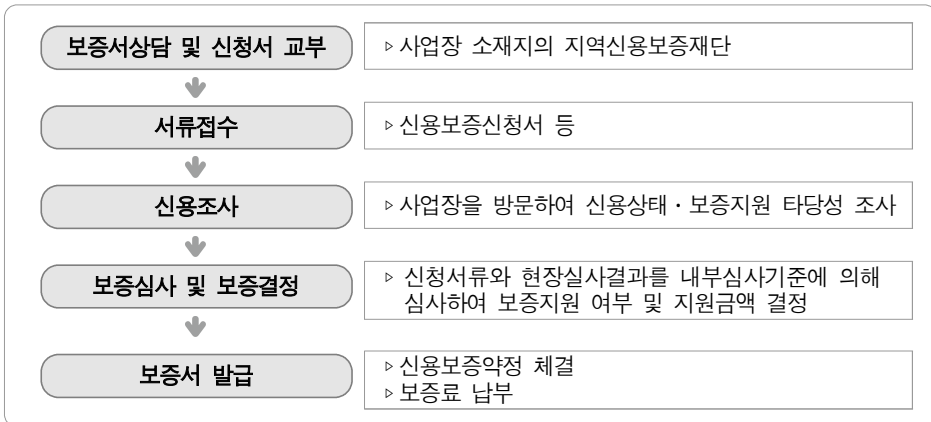 보증서상담 및 신청서 교부
▹사업장 소재지의 지역신용보증재단
서류접수
▹신용보증신청서 등
신용조사
▹사업장을 방문하여 신용상태·보증지원 타당성 조사
보증심사 및 보증결정
▹ 신청서류와 현장실사결과를 내부심사기준에 의해
심사하여 보증지원 여부 및 지원금액 결정
보증서 발급
▹신용보증약정 체결
▹보증료 납부